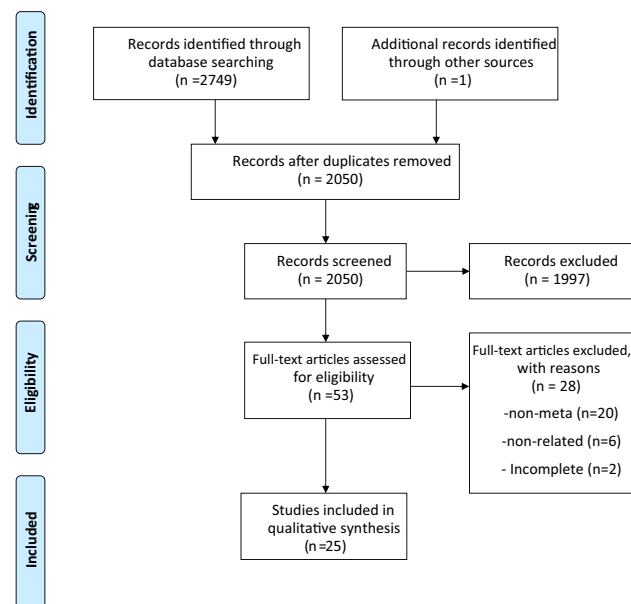 Identification
Records identified through
database searching
(n =2749)
Additional records identified
through other sources
(n =1)
Records after duplicates removed
(n = 2050)
Screening
Records screened
(n = 2050)
Records excluded
(n = 1997)
Eligibility
Full-text articles assessed
for eligibility
(n =53)
Full-text articles excluded,
with reasons
(n = 28)
-non-meta (n=20)
-non-related (n=6)
- Incomplete (n=2)
Included
Studies included in
qualitative synthesis
(n=25)